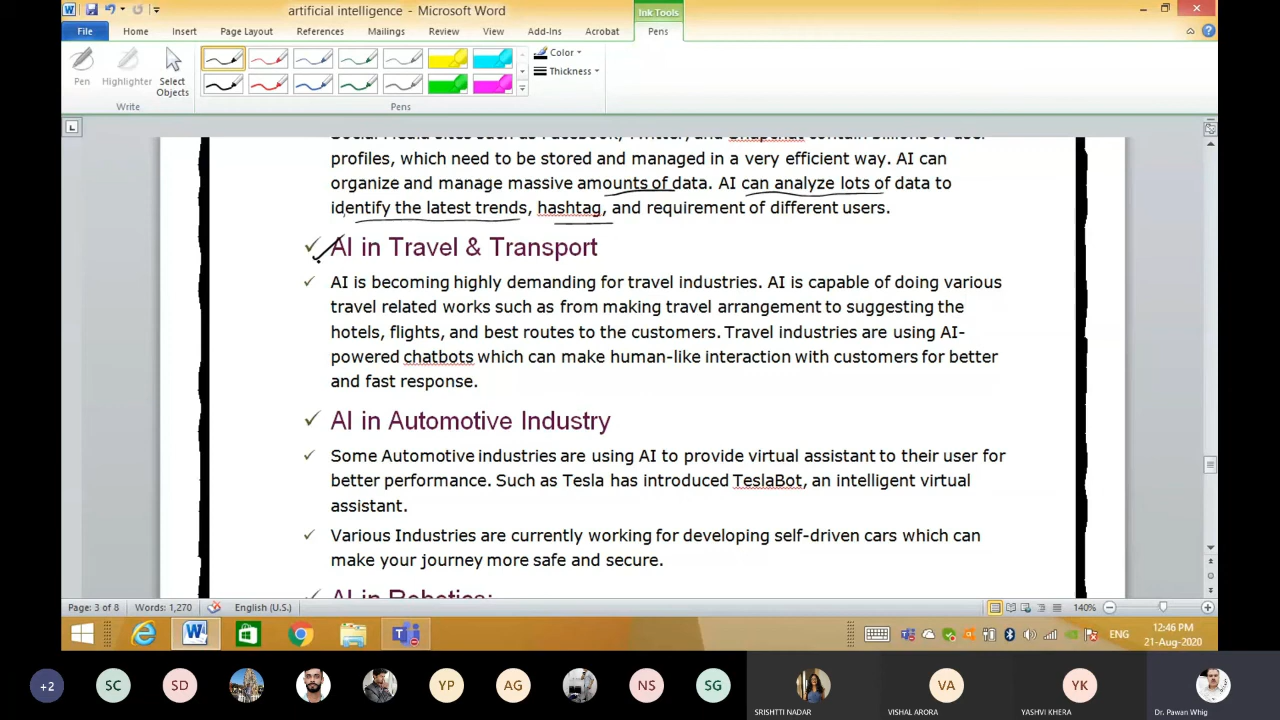 artificial intelligence - Microsoft Word
Ink Tools
File Home Insert Page Layout References Mailings Review View Add-Ins Acrobat Pens
Pen Highlighter Select Objects
Color
Thickness
Write Pens
profiles, which need to be stored and managed in a very efficient way. AI can
organize and manage massive amounts of data. AI can analyze lots of data to
identify the latest trends, hashtag, and requirement of different users.
AI in Travel & Transport
AI is becoming highly demanding for travel industries. AI is capable of doing various
travel related works such as from making travel arrangement to suggesting the
hotels, flights, and best routes to the customers. Travel industries are using AI-
powered chatbots which can make human-like interaction with customers for better
and fast response.
AI in Automotive Industry
Some Automotive industries are using AI to provide virtual assistant to their user for
better performance. Such as Tesla has introduced TeslaBot, an intelligent virtual
assistant.
Various Industries are currently working for developing self-driven cars which can
make your journey more safe and secure.
AI in Robotics:
Page: 3 of 8 Words: 1,270 English (U.S.) 140%
ENG 12:46 PM
21-Aug-2020
+2 SC SD YP AG NS SG VA YK
SRISHTTI NADAR VISHAL ARORA YASHVI KHERA Dr. Pawan Whig